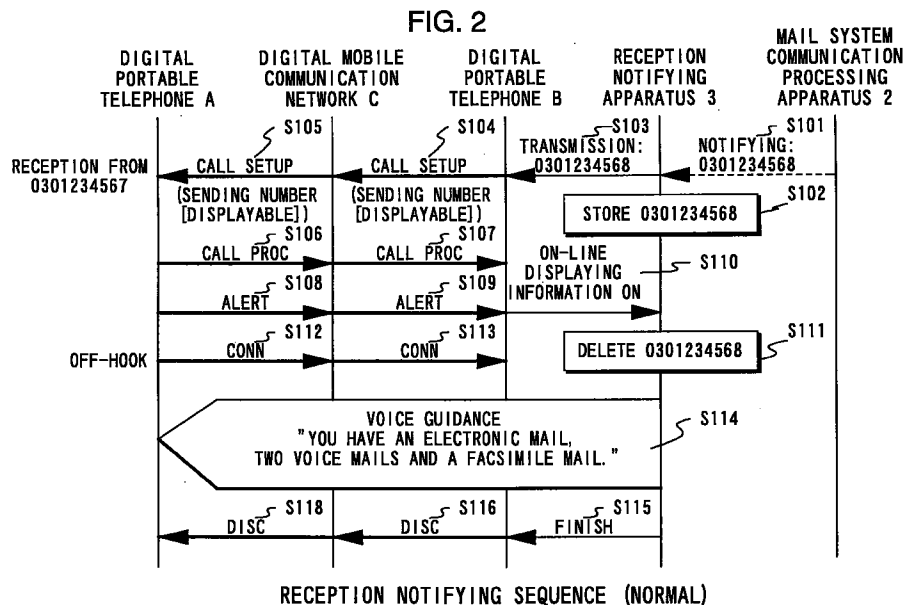 FIG. 2
DIGITAL PORTABLE TELEPHONE A
DIGITAL MOBILE COMMUNICATION NETWORK C
DIGITAL PORTABLE TELEPHONE B
RECEPTION NOTIFYING APPARATUS 3
MAIL SYSTEM COMMUNICATION PROCESSING APPARATUS 2
RECEPTION FROM
0301234567
S105
CALL SETUP
(SENDING NUMBER
[DISPLAYABLE])
S104
CALL SETUP
(SENDING NUMBER
[DISPLAYABLE])
S103
TRANSMISSION:
0301234568
S101
NOTIFYING:
0301234568
STORE 0301234568
S102
S106
CALL PROC
S107
CALL PROC
ON-LINE
DISPLAYING
INFORMATION ON
S110
S108
ALERT
S109
ALERT
OFF-HOOK
S112
CONN
S113
CONN
DELETE 0301234568
S111
VOICE GUIDANCE
"YOU HAVE AN ELECTRONIC MAIL,
TWO VOICE MAILS AND A FACSIMILE MAIL."
S114
S118
DISC
S116
DISC
S115
FINISH
RECEPTION NOTIFYING SEQUENCE (NORMAL)